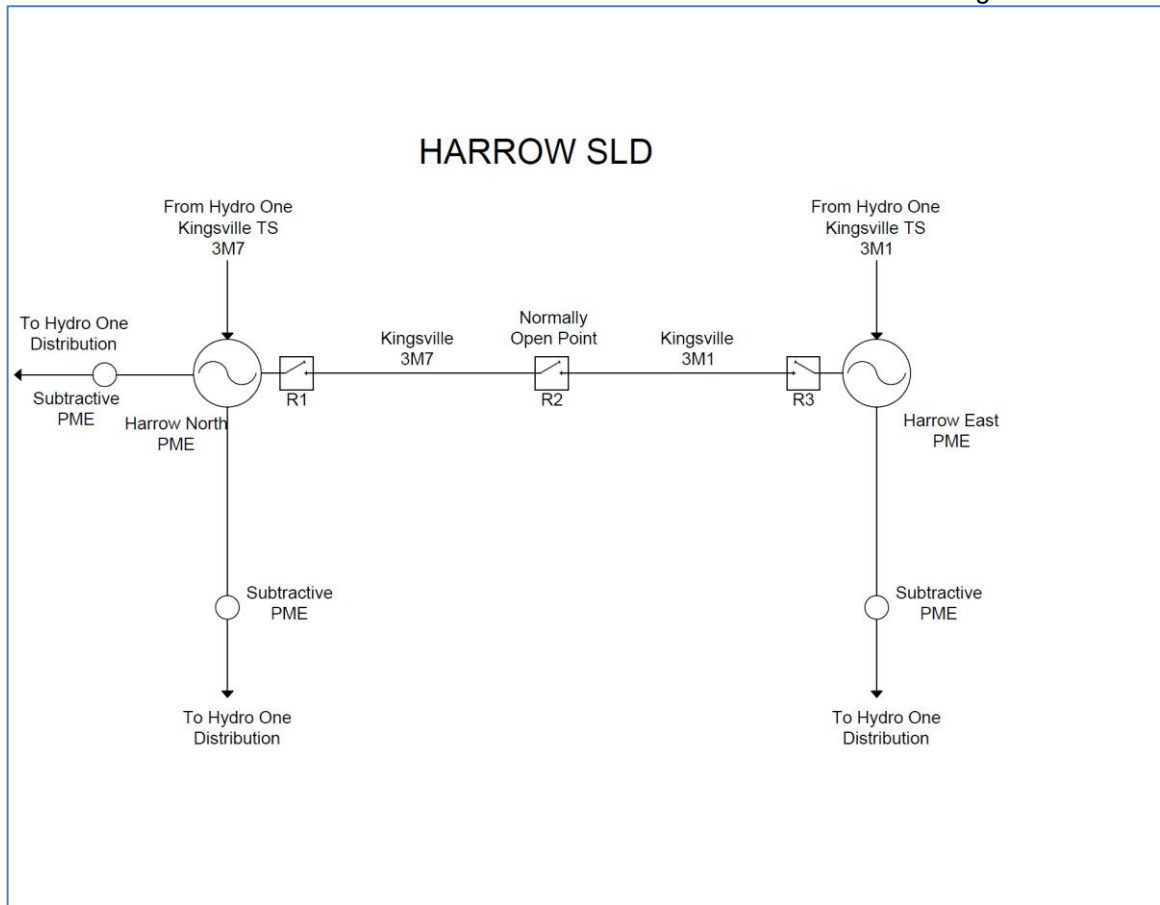 HARROW SLD
From Hydro One
Kingsville TS
3M7
From Hydro One
Kingsville TS
3M1
To Hydro One
Distribution
Subtractive
PME
Harrow North
PME
R1
Kingsville
3M7
Normally
Open Point
R2
Kingsville
3M1
R3
Harrow East
PME
Subtractive
PME
Subtractive
PME
To Hydro One
Distribution
To Hydro One
Distribution